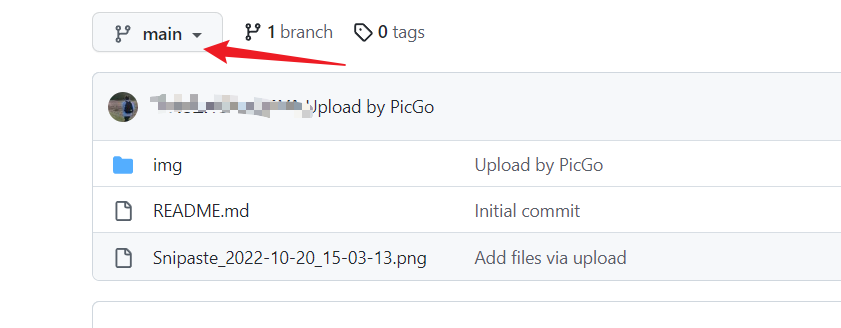 main
1 branch
0 tags
Upload by PicGo
img
Upload by PicGo
README.md
Initial commit
Snipaste_2022-10-20_15-03-13.png
Add files via upload